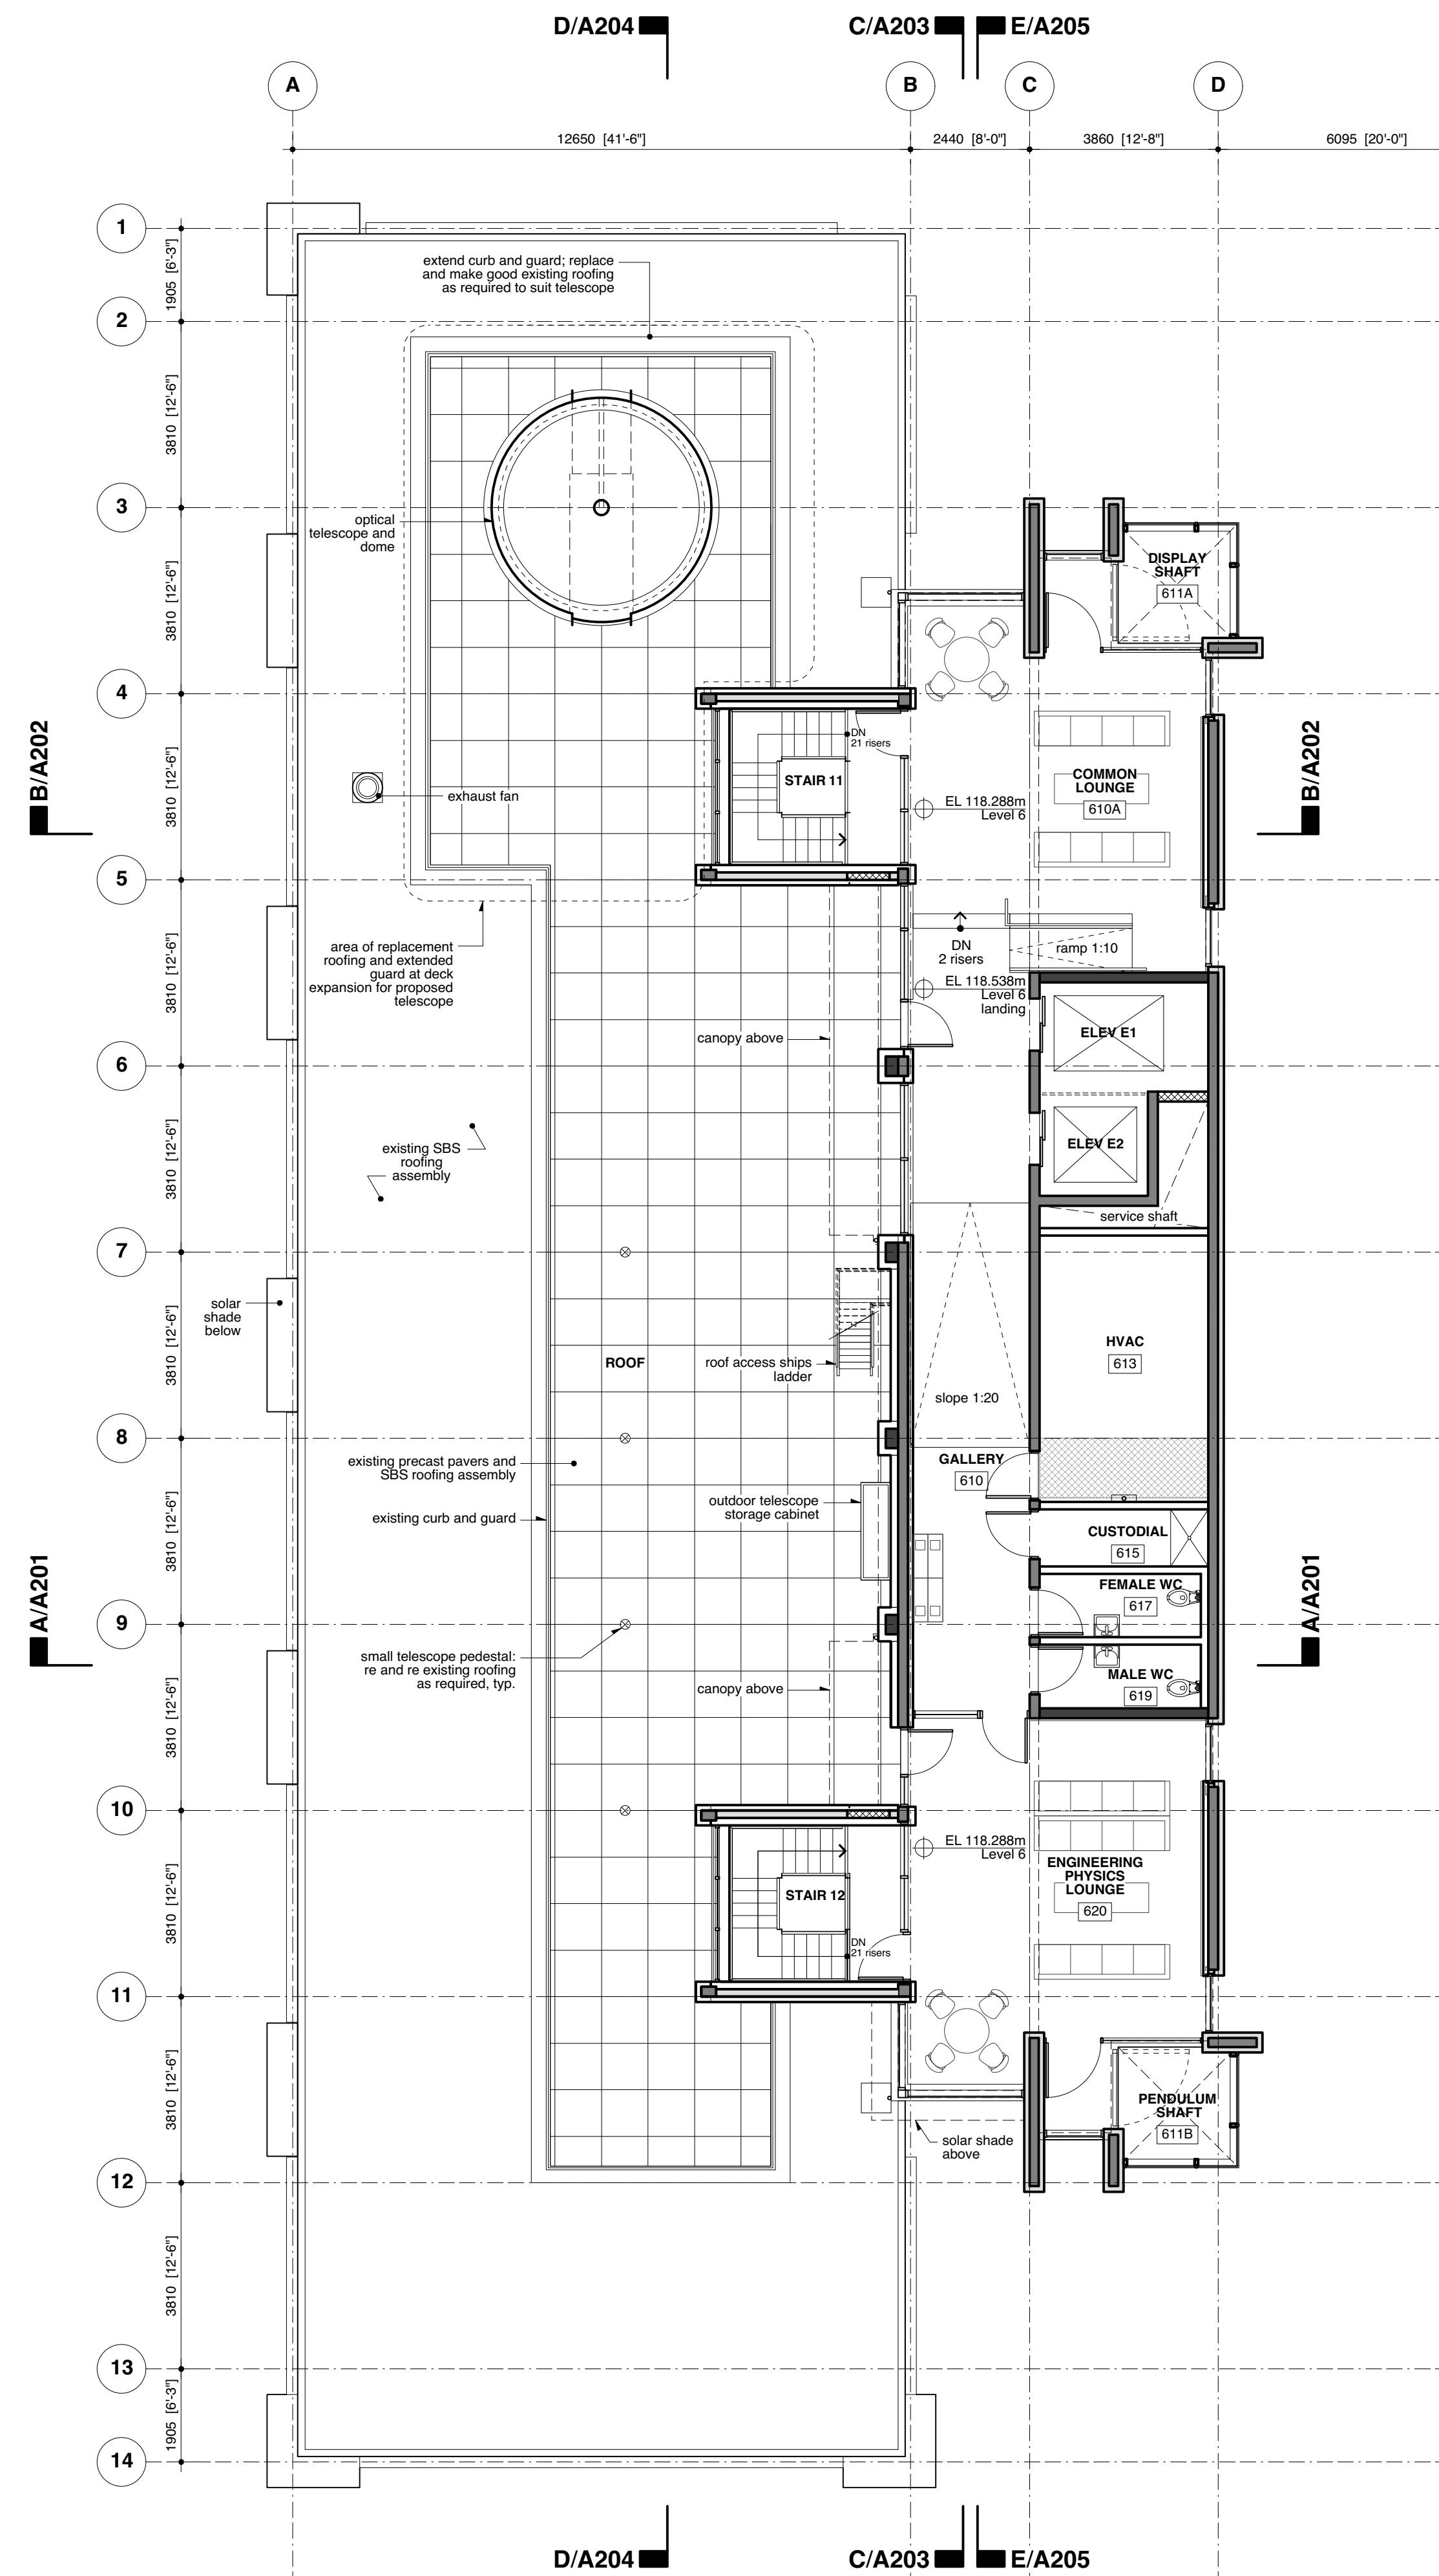 D/A204
C/A203
E/A205
A
B
C
D
12650 [41'-6"]
2440 [8'-0"]
3860 [12'-8"]
6095 [20'-0"]
1
1905 [6'-3"]
extend curb and guard; replace
and make good existing roofing
as required to suit telescope
2
3810 [12'-6"]
3
optical
telescope and
dome
DISPLAY
SHAFT
611A
3810 [12'-6"]
4
DN
21 risers
B/A202
B/A202
3810 [12'-6"]
STAIR 11
COMMON
LOUNGE
610A
exhaust fan
EL 118.288m
Level 6
5
area of replacement
roofing and extended
guard at deck
expansion for proposed
telescope
3810 [12'-6"]
DN
2 risers
ramp 1:10
EL 118.538m
Level 6
landing
canopy above
ELEV E1
6
existing SBS
roofing
assembly
3810 [12'-6"]
ELEV E2
service shaft
7
solar
shade
below
3810 [12'-6"]
ROOF
roof access ships
ladder
HVAC
613
slope 1:20
8
existing precast pavers and
SBS roofing assembly
GALLERY
610
outdoor telescope
storage cabinet
existing curb and guard
3810 [12'-6"]
CUSTODIAL
615
A/A201
A/A201
FEMALE WC
617
9
small telescope pedestal:
re and re existing roofing
as required, typ.
3810 [12'-6"]
canopy above
MALE WC
619
10
EL 118.288m
Level 6
3810 [12'-6"]
STAIR 12
ENGINEERING
PHYSICS
LOUNGE
620
DN
21 risers
11
3810 [12'-6"]
PENDULUM
SHAFT
611B
solar shade
above
12
3810 [12'-6"]
13
1905 [6'-3"]
14
D/A204
C/A203
E/A205